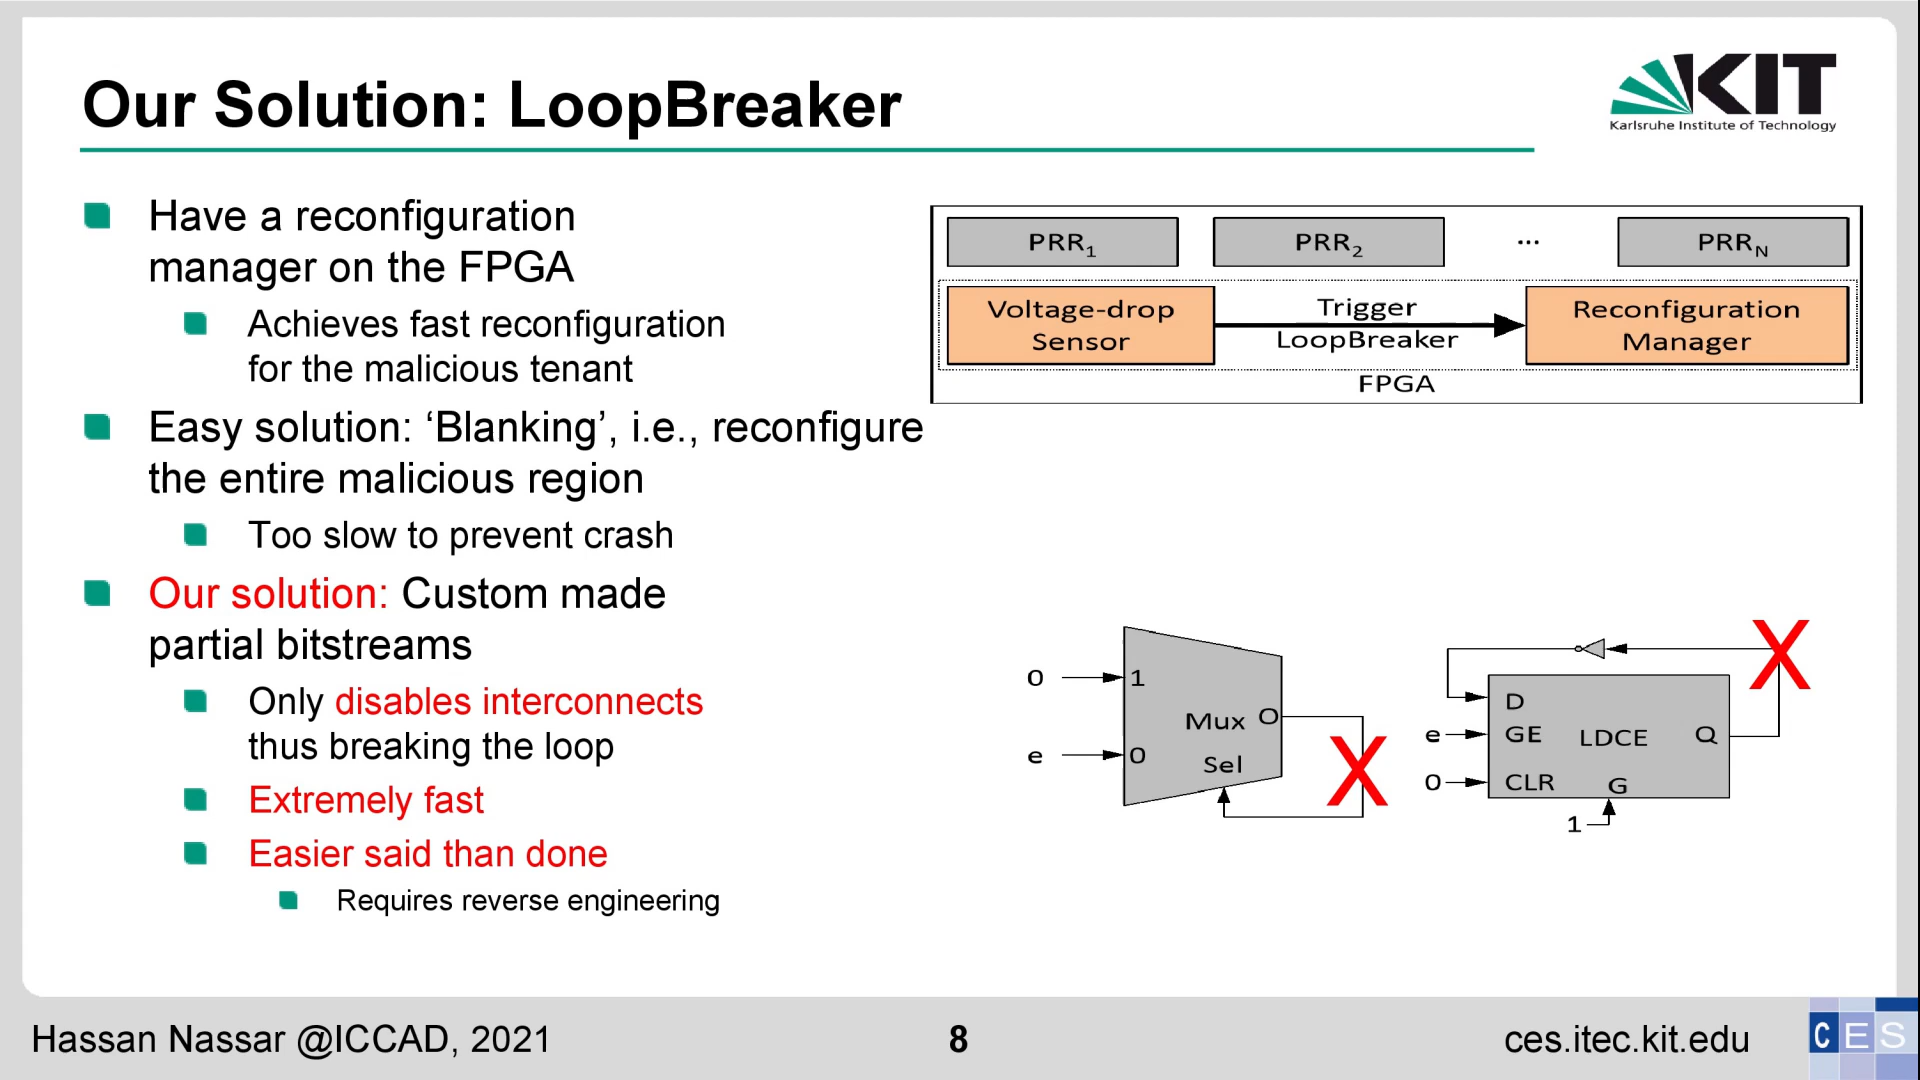 Our Solution: LoopBreaker
KIT
Karlsruhe Institute of Technology
Have a reconfiguration
manager on the FPGA
Achieves fast reconfiguration
for the malicious tenant
Easy solution: ‘Blanking’, i.e., reconfigure
the entire malicious region
Too slow to prevent crash
Our solution: Custom made
partial bitstreams
Only disables interconnects
thus breaking the loop
Extremely fast
Easier said than done
Requires reverse engineering
PRR1 PRR2 ... PRRN
Voltage-drop
Sensor
Trigger
LoopBreaker
Reconfiguration
Manager
FPGA
0 1
Mux O
e 0
Sel
X
X
D
e GE LDCE Q
0 CLR G
1
Hassan Nassar @ICCAD, 2021
8
ces.itec.kit.edu
CES